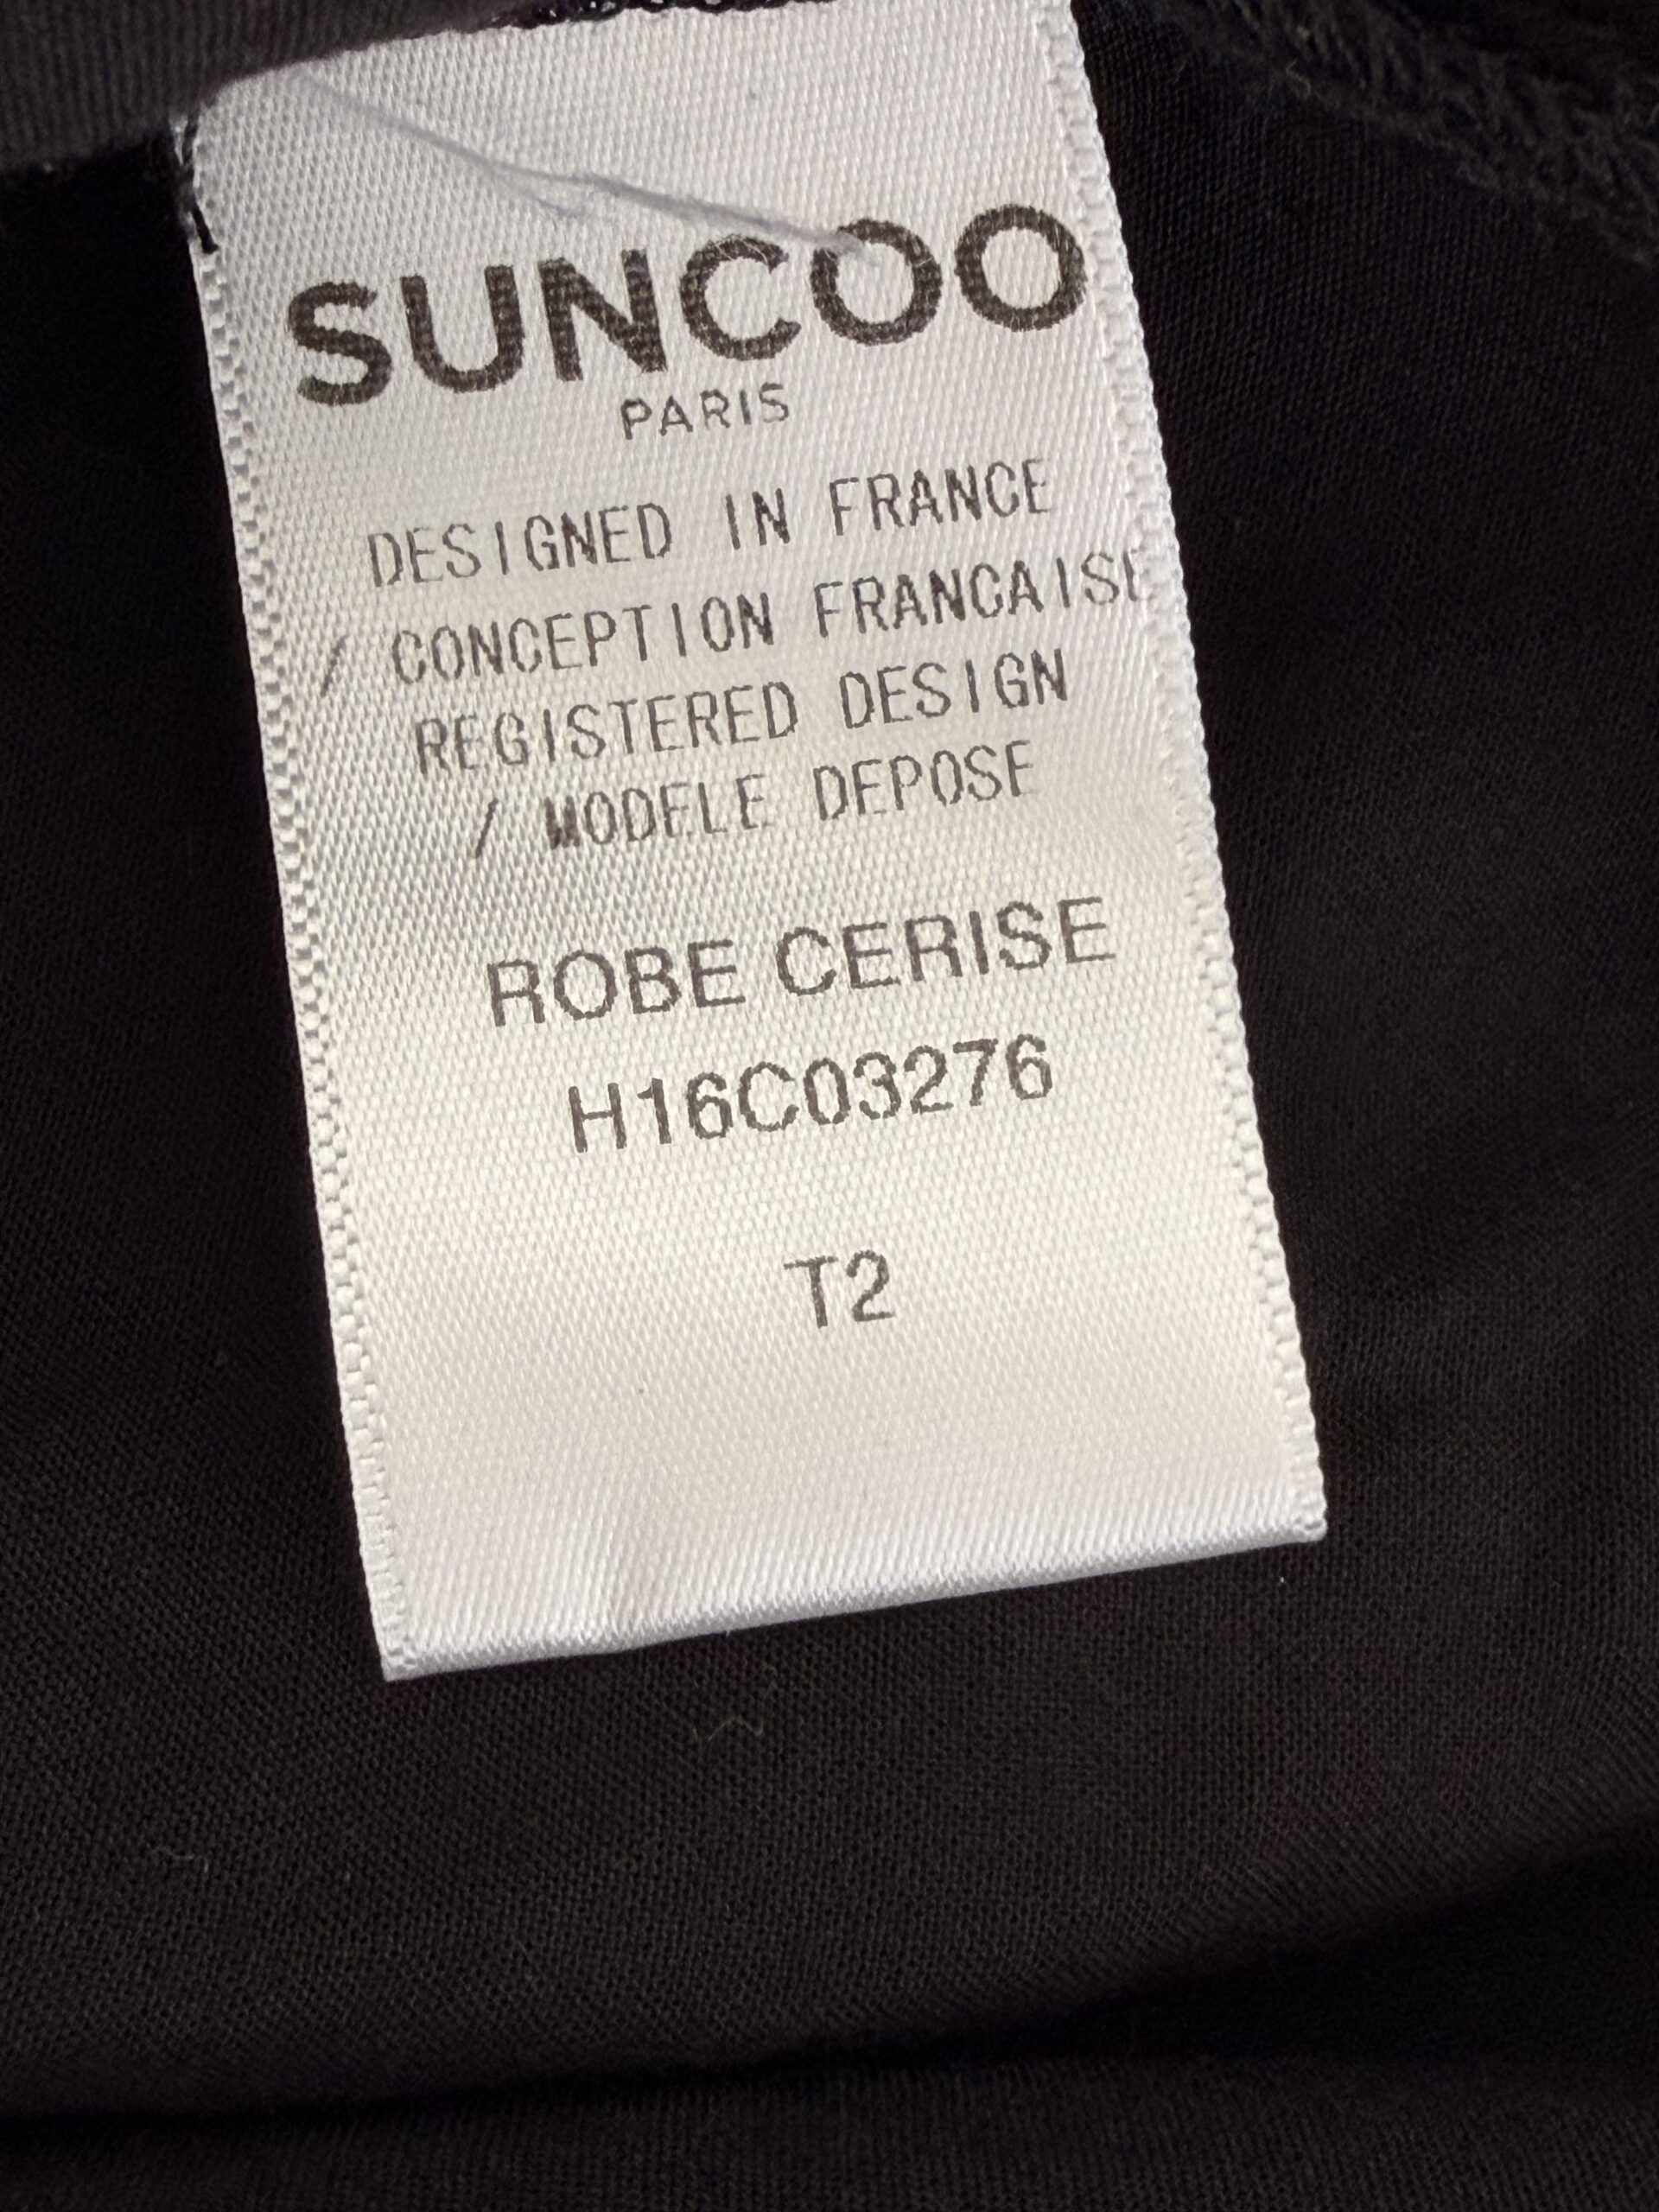 SUNCOO
PARIS
DESIGNED IN FRANCE
/ CONCEPTION FRANCAISE
REGISTERED DESIGN
/ MODELE DEPOSE
ROBE CERISE
H16C03276
T2